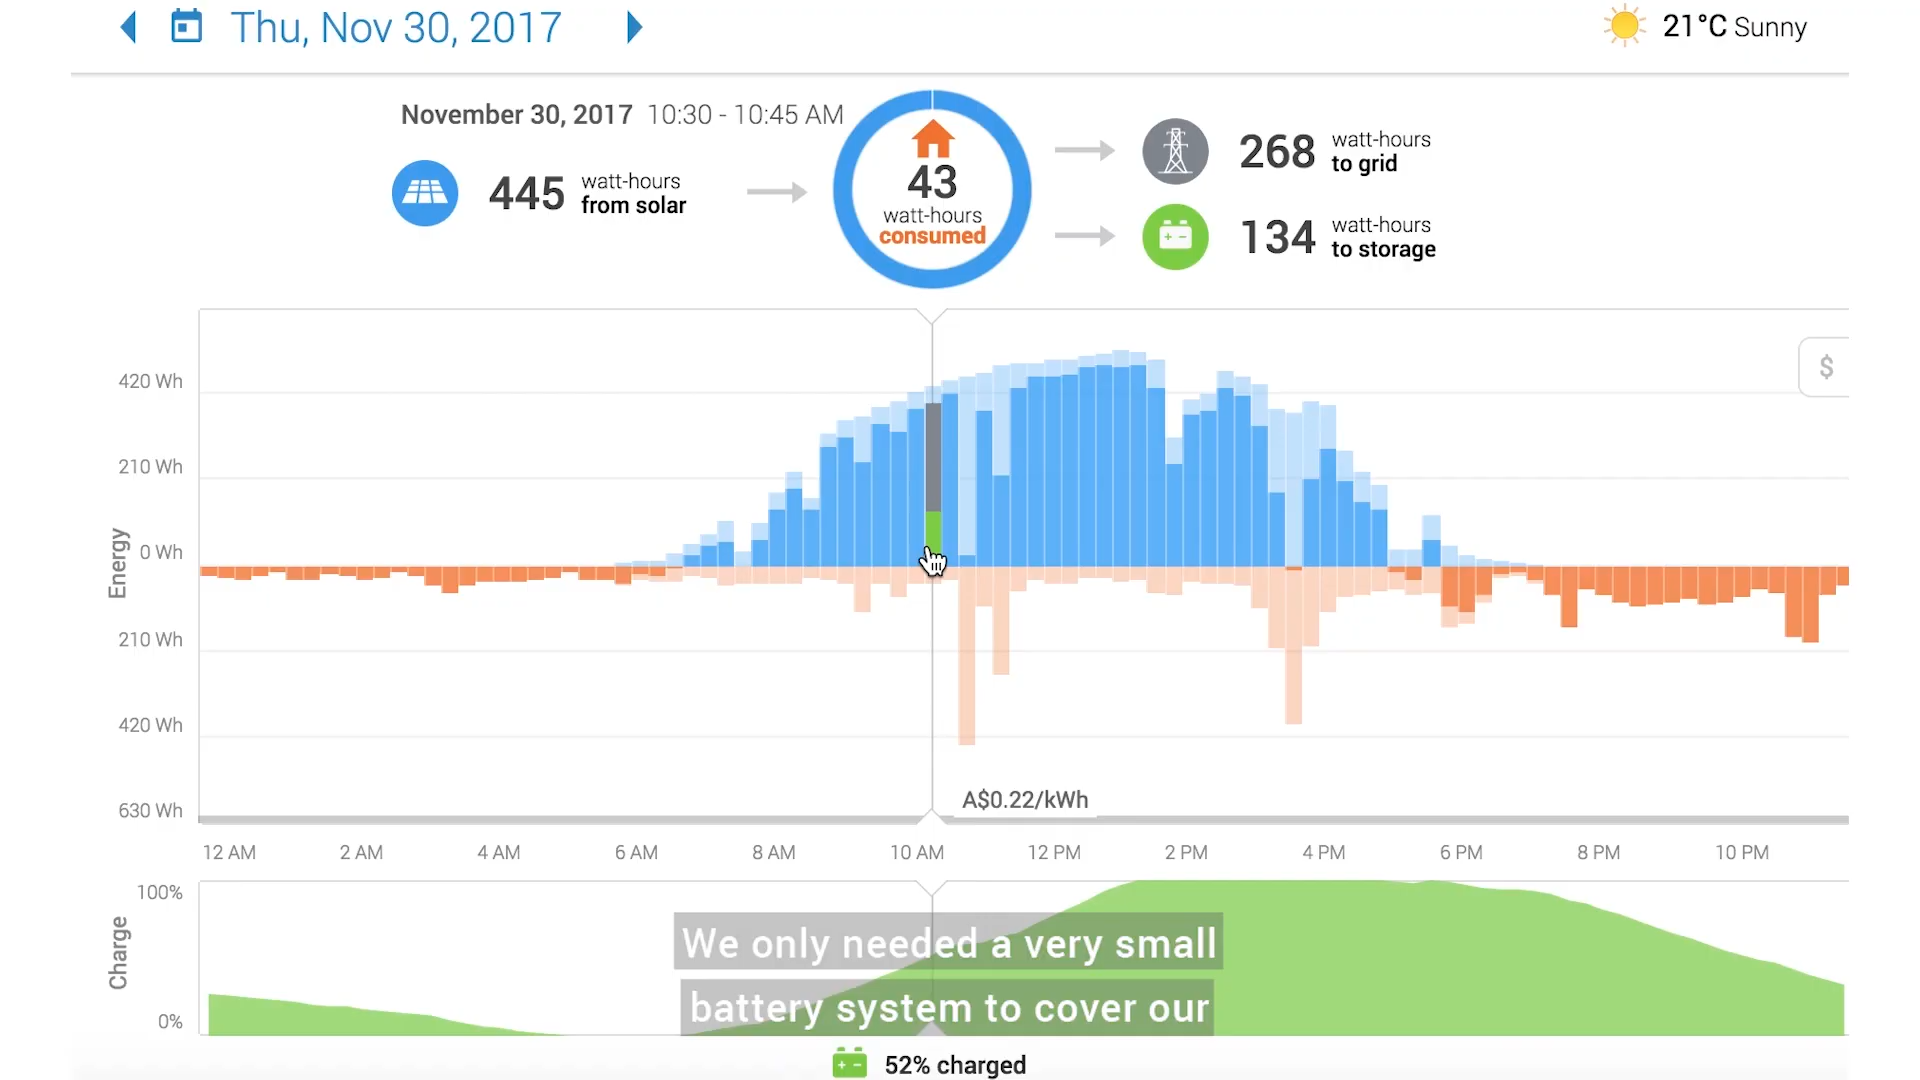 Thu, Nov 30, 2017
21°C Sunny
November 30, 2017 10:30 - 10:45 AM
445 watt-hours from solar
43
watt-hours
consumed
268 watt-hours to grid
134 watt-hours to storage
$
Energy
420 Wh
210 Wh
0 Wh
210 Wh
420 Wh
630 Wh
A$0.22/kWh
12 AM 2 AM 4 AM 6 AM 8 AM 10 AM 12 PM 2 PM 4 PM 6 PM 8 PM 10 PM
Charge
100%
0%
We only needed a very small
battery system to cover our
52% charged